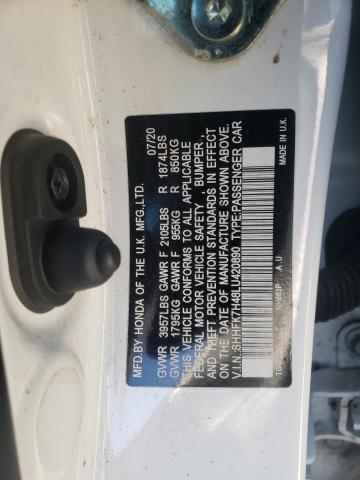 MFD.BY HONDA OF THE U.K. MFG.,LTD. 07/20
GVWR 3957LBS GAWR F 2105LBS R 1874LBS
GVWR 1795KG GAWR F 955KG R 850KG
THIS VEHICLE CONFORMS TO ALL APPLICABLE
FEDERAL MOTOR VEHICLE SAFETY , BUMPER,
AND THEFT PREVENTION STANDARDS IN EFFECT
ON THE DATE OF MANUFACTURE SHOWN ABOVE.
V.I.N.:SHHFK7H48LU420890 TYPE:PASSENGER CAR
A.U MADE IN U.K.